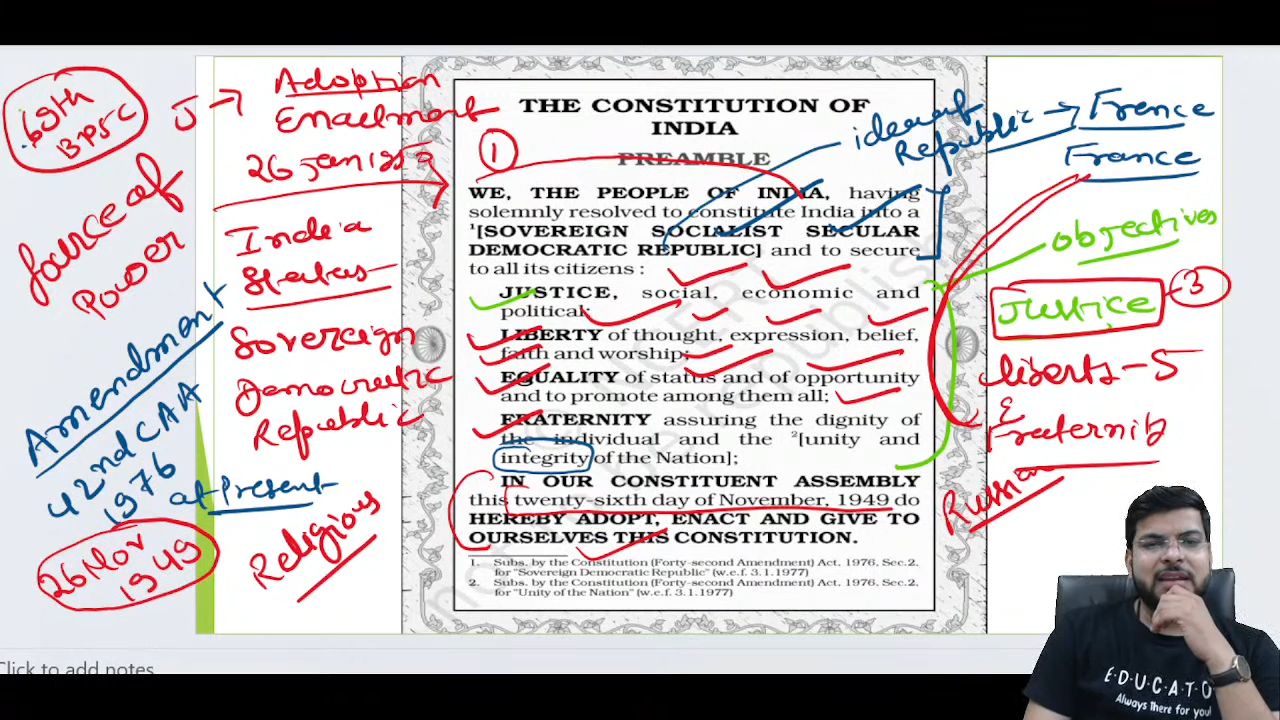 69th
BPSC
J → Adoption
Enactment
26 Jan 1950
Source of
Power
India
States
Sovereign
Democratic
Republic
Amendment
42nd CAA
1976
at Present
26 Nov
1949
Religious
THE CONSTITUTION OF
INDIA
PREAMBLE
WE, THE PEOPLE OF INDIA, having
solemnly resolved to constitute India into a
1[SOVEREIGN SOCIALIST SECULAR
DEMOCRATIC REPUBLIC] and to secure
to all its citizens :
JUSTICE, social, economic and
political;
LIBERTY of thought, expression, belief,
faith and worship;
EQUALITY of status and of opportunity
and to promote among them all;
FRATERNITY assuring the dignity of
the individual and the 2[unity and
integrity of the Nation];
IN OUR CONSTITUENT ASSEMBLY
this twenty-sixth day of November, 1949 do
HEREBY ADOPT, ENACT AND GIVE TO
OURSELVES THIS CONSTITUTION.
1. Subs. by the Constitution (Forty-second Amendment) Act, 1976, Sec.2,
for "Sovereign Democratic Republic" (w.e.f. 3.1.1977)
2. Subs. by the Constitution (Forty-second Amendment) Act, 1976, Sec.2,
for "Unity of the Nation" (w.e.f. 3.1.1977)
1
idea of
Republic → France
France
objectives
Justice 3
liberty - 5
&
Fraternity
Russian
E·D·U·C·A·T·O
Always There for you!
Click to add notes